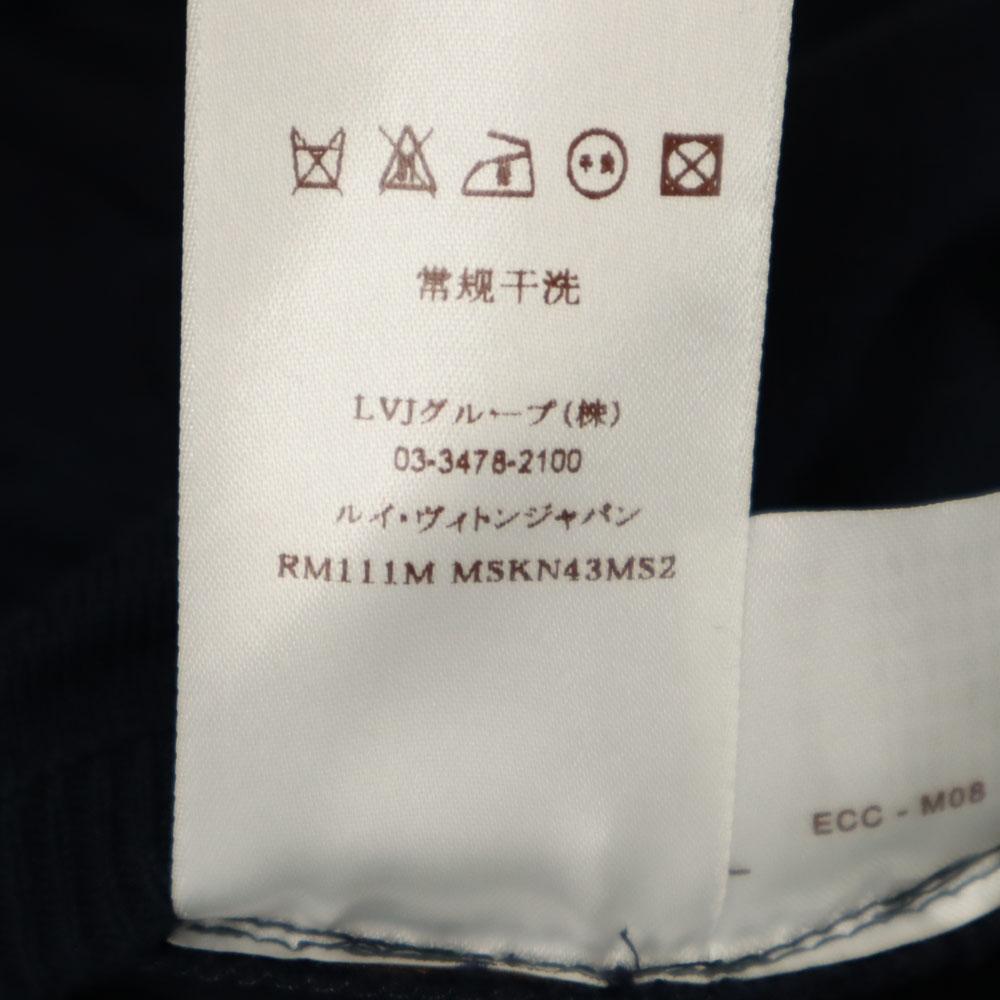 常规干洗
LVJグループ(株)
03-3478-2100
ルイ・ヴィトンジャパン
RM111M MSKN43MS2
ECC - M08